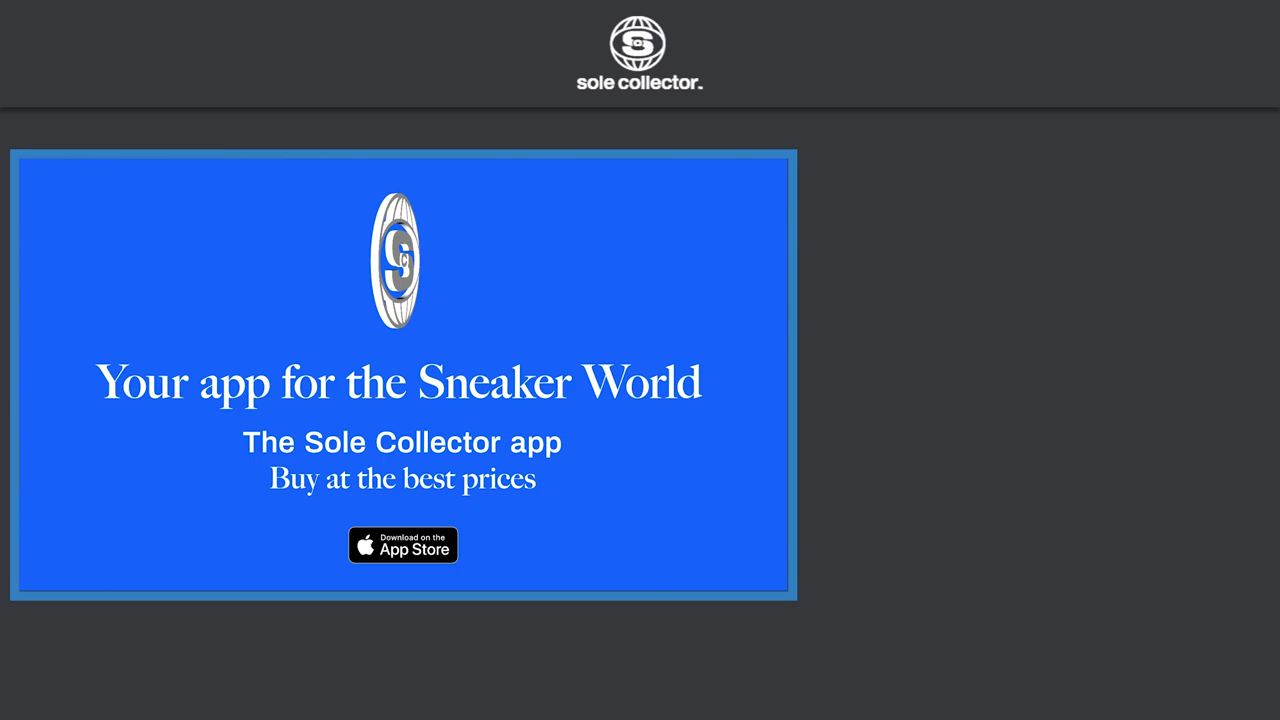 sole collector.
Your app for the Sneaker World
The Sole Collector app
Buy at the best prices
Download on the
App Store